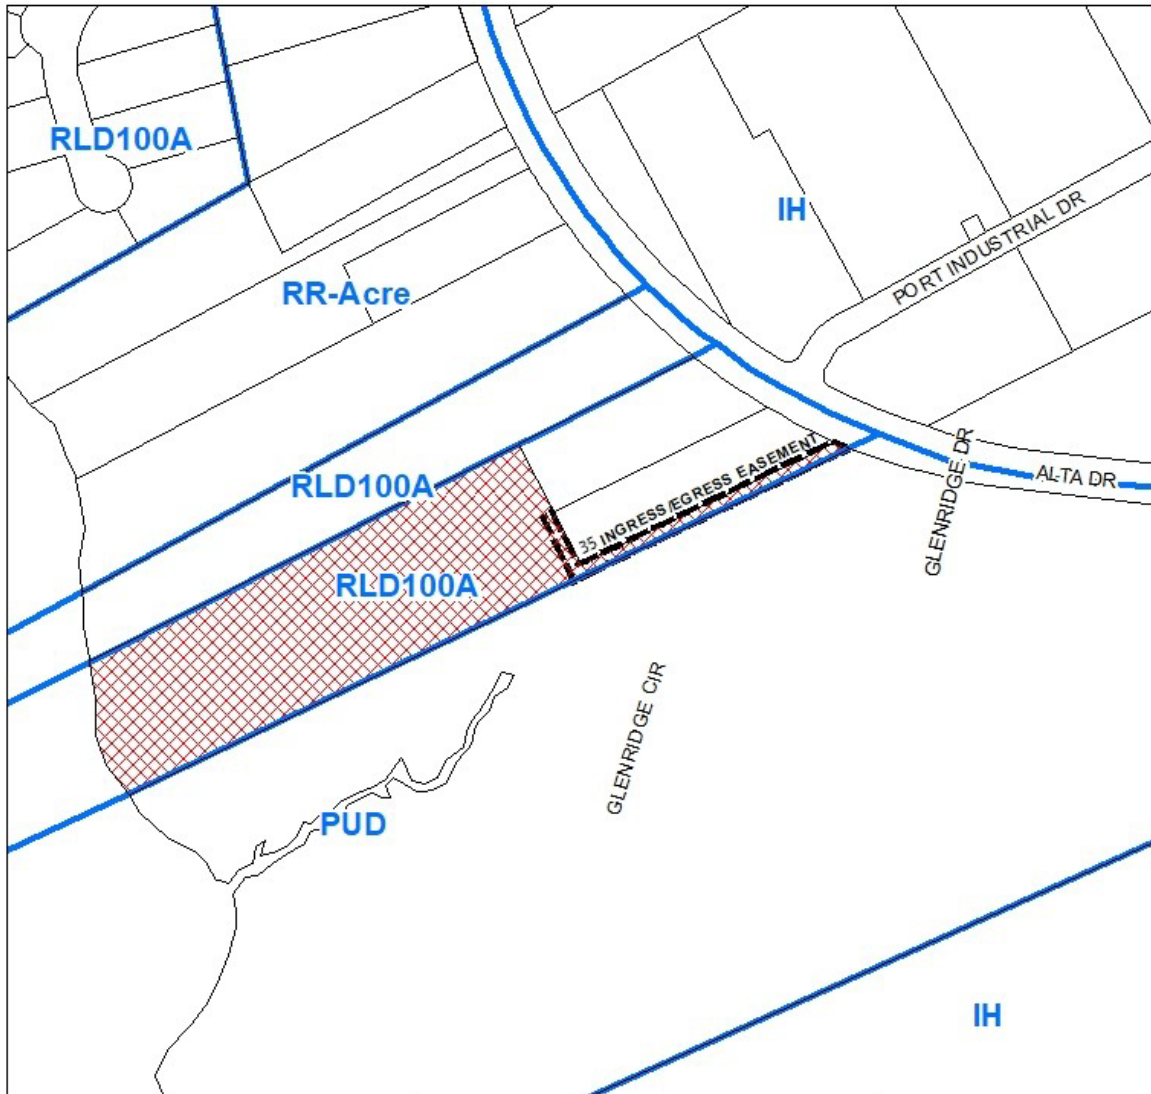 RLD100A
IH
PORT INDUSTRIAL DR
RR-Acre
RLD100A
35 INGRESS/EGRESS EASEMENT
GLENRIDGE DR
ALTA DR
RLD100A
GLENRIDGE CIR
PUD
IH